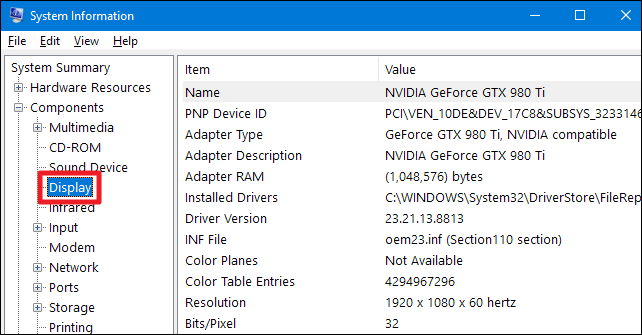 System Information
File Edit View Help
System Summary
Hardware Resources
Components
Multimedia
CD-ROM
Sound Device
Display
Infrared
Input
Modem
Network
Ports
Storage
Printing
Item Value
Name NVIDIA GeForce GTX 980 Ti
PNP Device ID PCI\VEN_10DE&DEV_17C8&SUBSYS_3233146
Adapter Type GeForce GTX 980 Ti, NVIDIA compatible
Adapter Description NVIDIA GeForce GTX 980 Ti
Adapter RAM (1,048,576) bytes
Installed Drivers C:\WINDOWS\System32\DriverStore\FileRep
Driver Version 23.21.13.8813
INF File oem23.inf (Section110 section)
Color Planes Not Available
Color Table Entries 4294967296
Resolution 1920 x 1080 x 60 hertz
Bits/Pixel 32